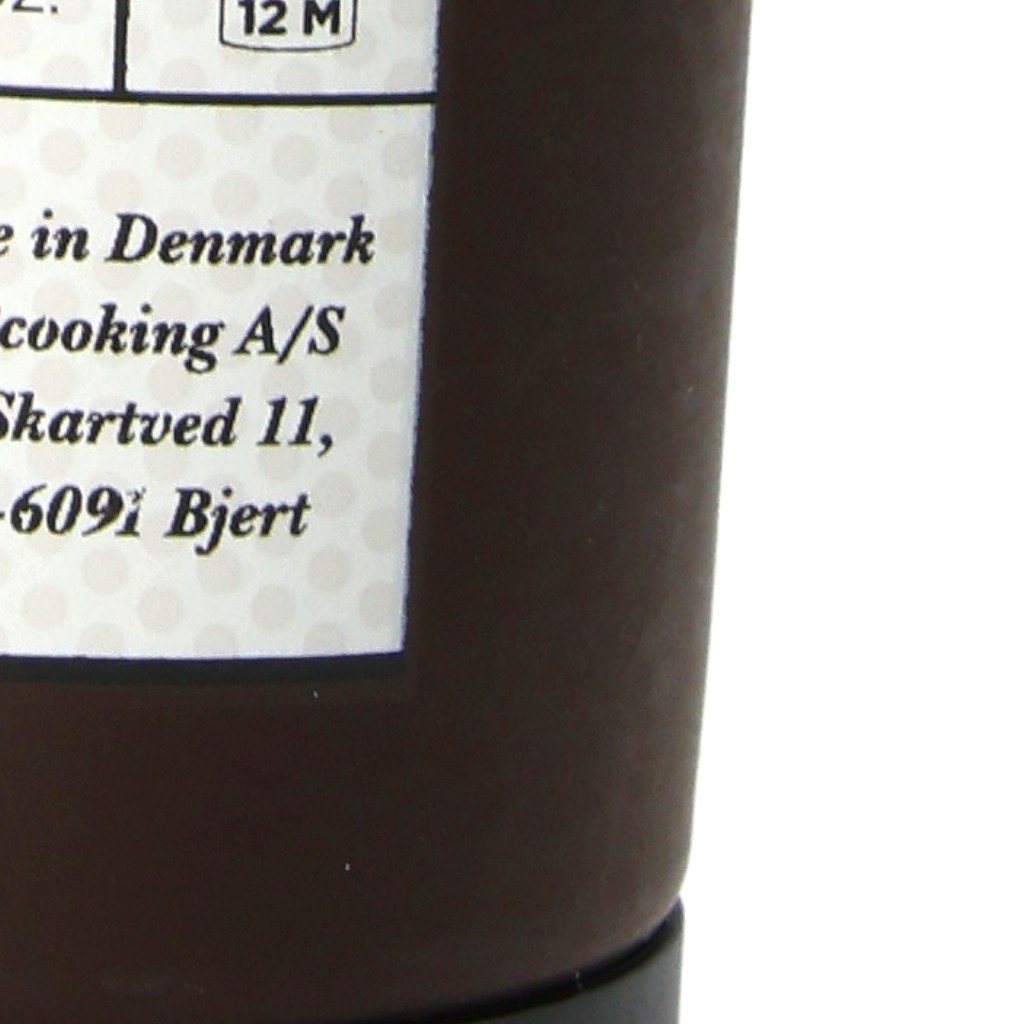 12 M
in Denmark
cooking A/S
Skartved 11,
-6091 Bjert